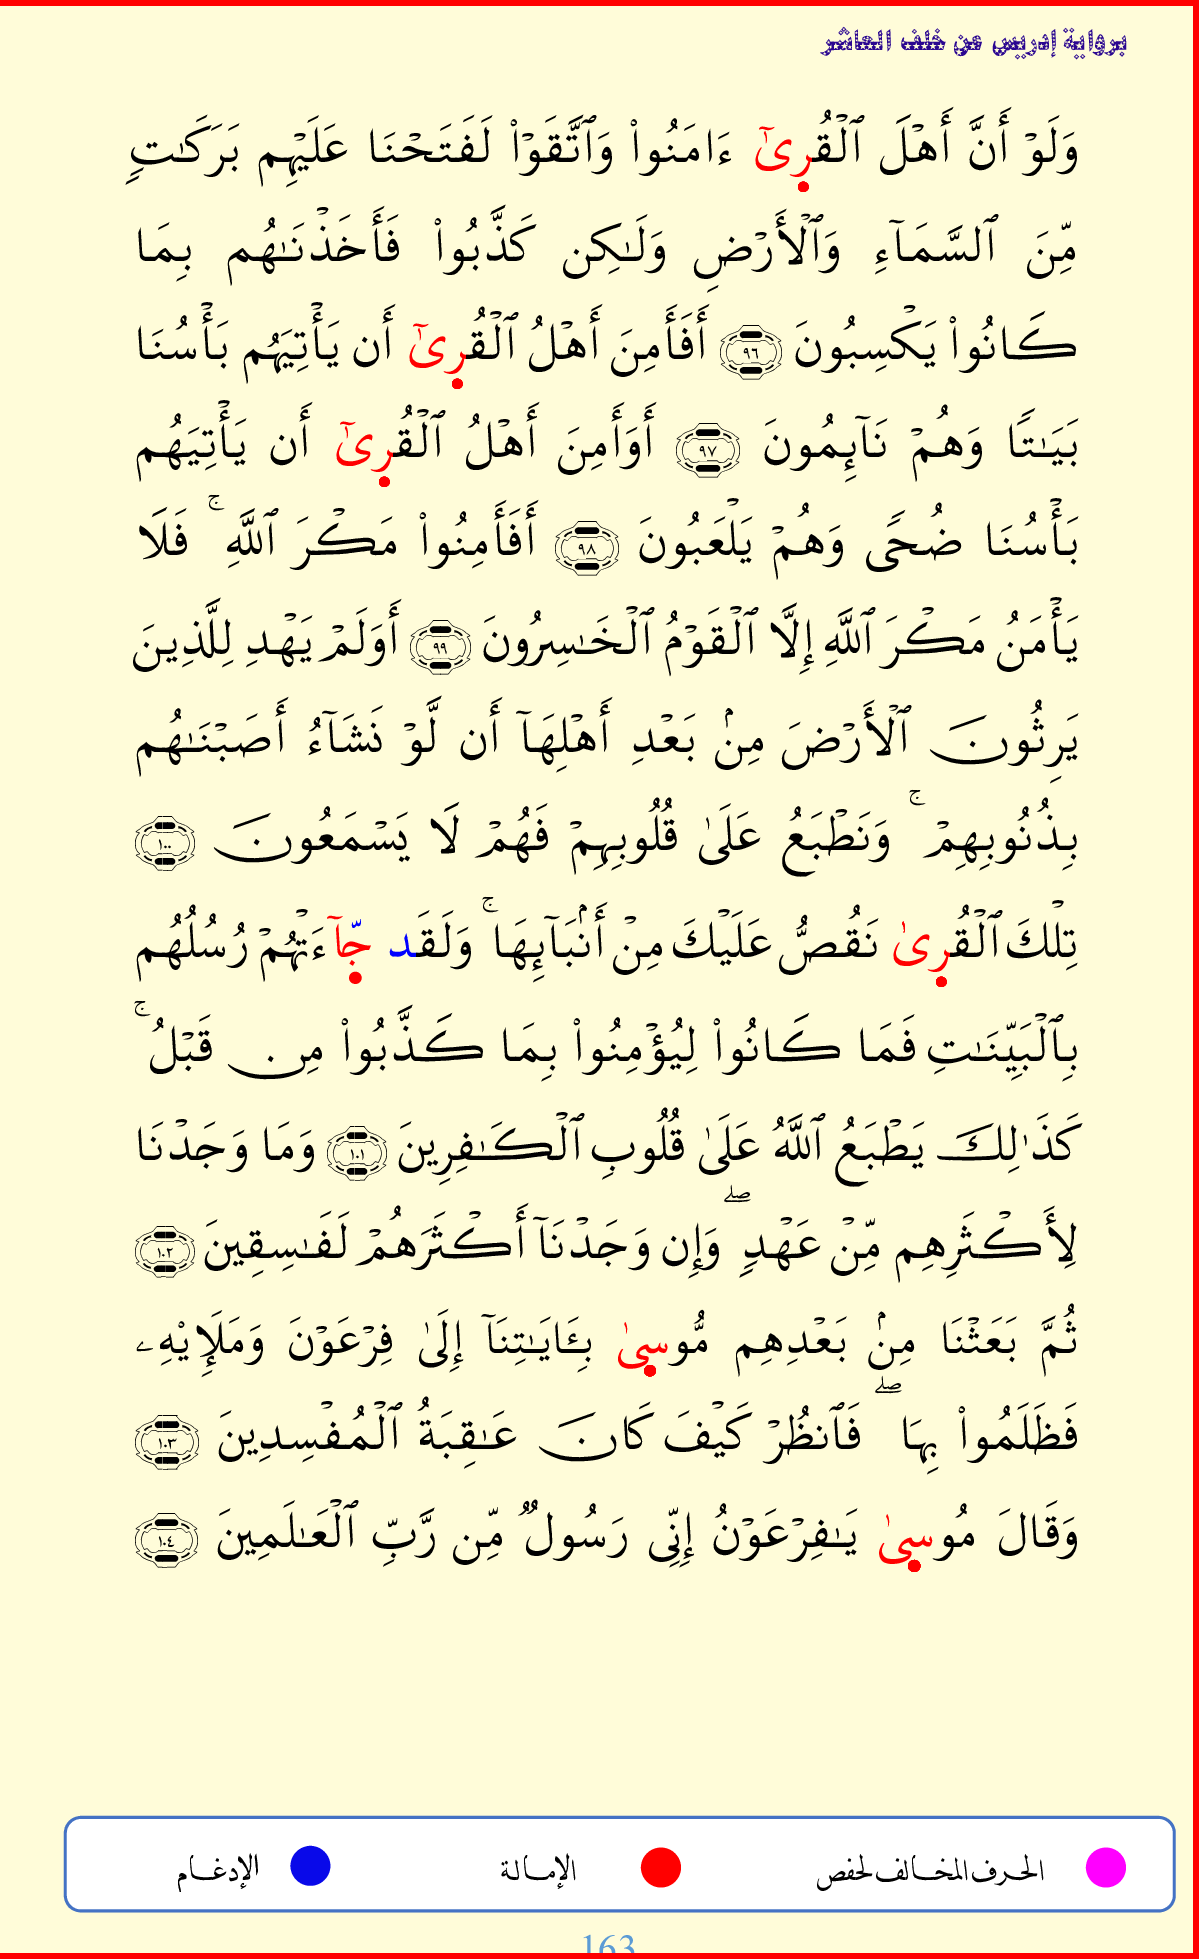 برواية إدريس عن خلف العاشر
وَلَوۡ أَنَّ أَهۡلَ ٱلۡقُرِىٰٓ ءَامَنُواْ وَٱتَّقَوۡاْ لَفَتَحۡنَا عَلَيۡهِم بَرَكَٰتٖ
مِّنَ ٱلسَّمَآءِ وَٱلۡأَرۡضِ وَلَٰكِن كَذَّبُواْ فَأَخَذۡنَٰهُم بِمَا
كَانُواْ يَكۡسِبُونَ ٩٦ أَفَأَمِنَ أَهۡلُ ٱلۡقُرِىٰٓ أَن يَأۡتِيَهُم بَأۡسُنَا
بَيَٰتٗا وَهُمۡ نَآئِمُونَ ٩٧ أَوَأَمِنَ أَهۡلُ ٱلۡقُرِىٰٓ أَن يَأۡتِيَهُم
بَأۡسُنَا ضُحٗى وَهُمۡ يَلۡعَبُونَ ٩٨ أَفَأَمِنُواْ مَكۡرَ ٱللَّهِۚ فَلَا
يَأۡمَنُ مَكۡرَ ٱللَّهِ إِلَّا ٱلۡقَوۡمُ ٱلۡخَٰسِرُونَ ٩٩ أَوَلَمۡ يَهۡدِ لِلَّذِينَ
يَرِثُونَ ٱلۡأَرۡضَ مِنۢ بَعۡدِ أَهۡلِهَآ أَن لَّوۡ نَشَآءُ أَصَبۡنَٰهُم
بِذُنُوبِهِمۡۚ وَنَطۡبَعُ عَلَىٰ قُلُوبِهِمۡ فَهُمۡ لَا يَسۡمَعُونَ ١٠٠
تِلۡكَ ٱلۡقُرِىٰ نَقُصُّ عَلَيۡكَ مِنۡ أَنۢبَآئِهَاۚ وَلَقَد جِّآءَتۡهُمۡ رُسُلُهُم
بِٱلۡبَيِّنَٰتِ فَمَا كَانُواْ لِيُؤۡمِنُواْ بِمَا كَذَّبُواْ مِن قَبۡلُۚ
كَذَٰلِكَ يَطۡبَعُ ٱللَّهُ عَلَىٰ قُلُوبِ ٱلۡكَٰفِرِينَ ١٠١ وَمَا وَجَدۡنَا
لِأَكۡثَرِهِم مِّنۡ عَهۡدٖۖ وَإِن وَجَدۡنَآ أَكۡثَرَهُمۡ لَفَٰسِقِينَ ١٠٢
ثُمَّ بَعَثۡنَا مِنۢ بَعۡدِهِم مُّوسِىٰ بِـَٔايَٰتِنَآ إِلَىٰ فِرۡعَوۡنَ وَمَلَإِيْهِۦ
فَظَلَمُواْ بِهَاۖ فَٱنظُرۡ كَيۡفَ كَانَ عَٰقِبَةُ ٱلۡمُفۡسِدِينَ ١٠٣
وَقَالَ مُوسِىٰ يَٰفِرۡعَوۡنُ إِنِّي رَسُولٞ مِّن رَّبِّ ٱلۡعَٰلَمِينَ ١٠٤
الحرف المخالف لحفص الإمالة الإدغام
163